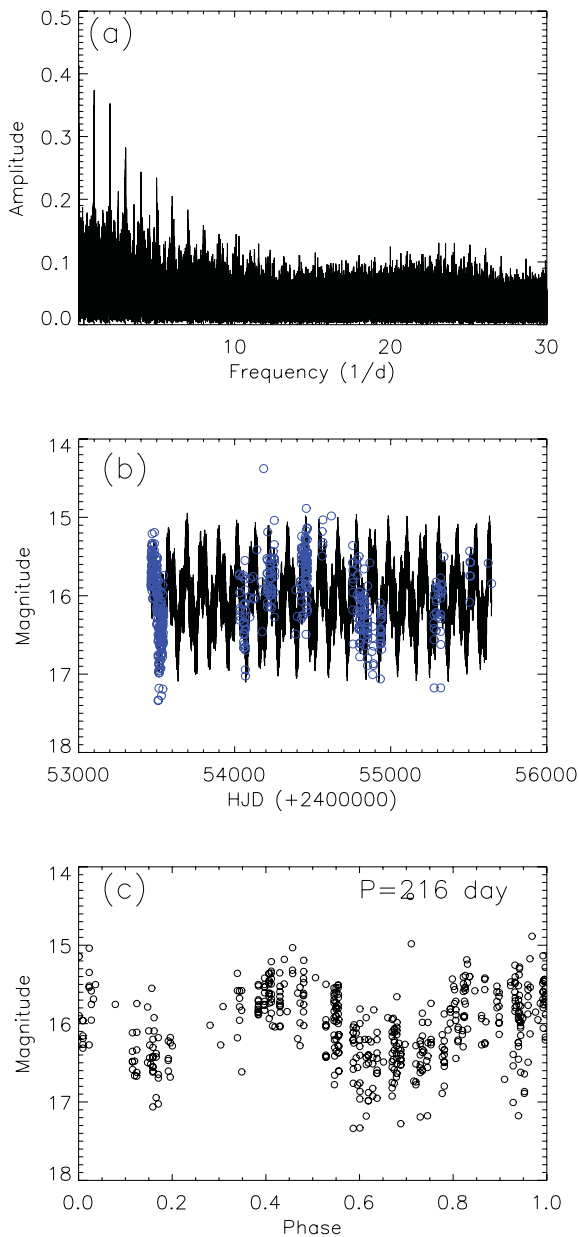 (a)
0.5
0.4
0.3
0.2
0.1
0.0
Amplitude
10 20 30
Frequency (1/d)
(b)
14
15
16
17
18
Magnitude
53000 54000 55000 56000
HJD (+2400000)
(c) P=216 day
14
15
16
17
18
Magnitude
0.0 0.2 0.4 0.6 0.8 1.0
Phase